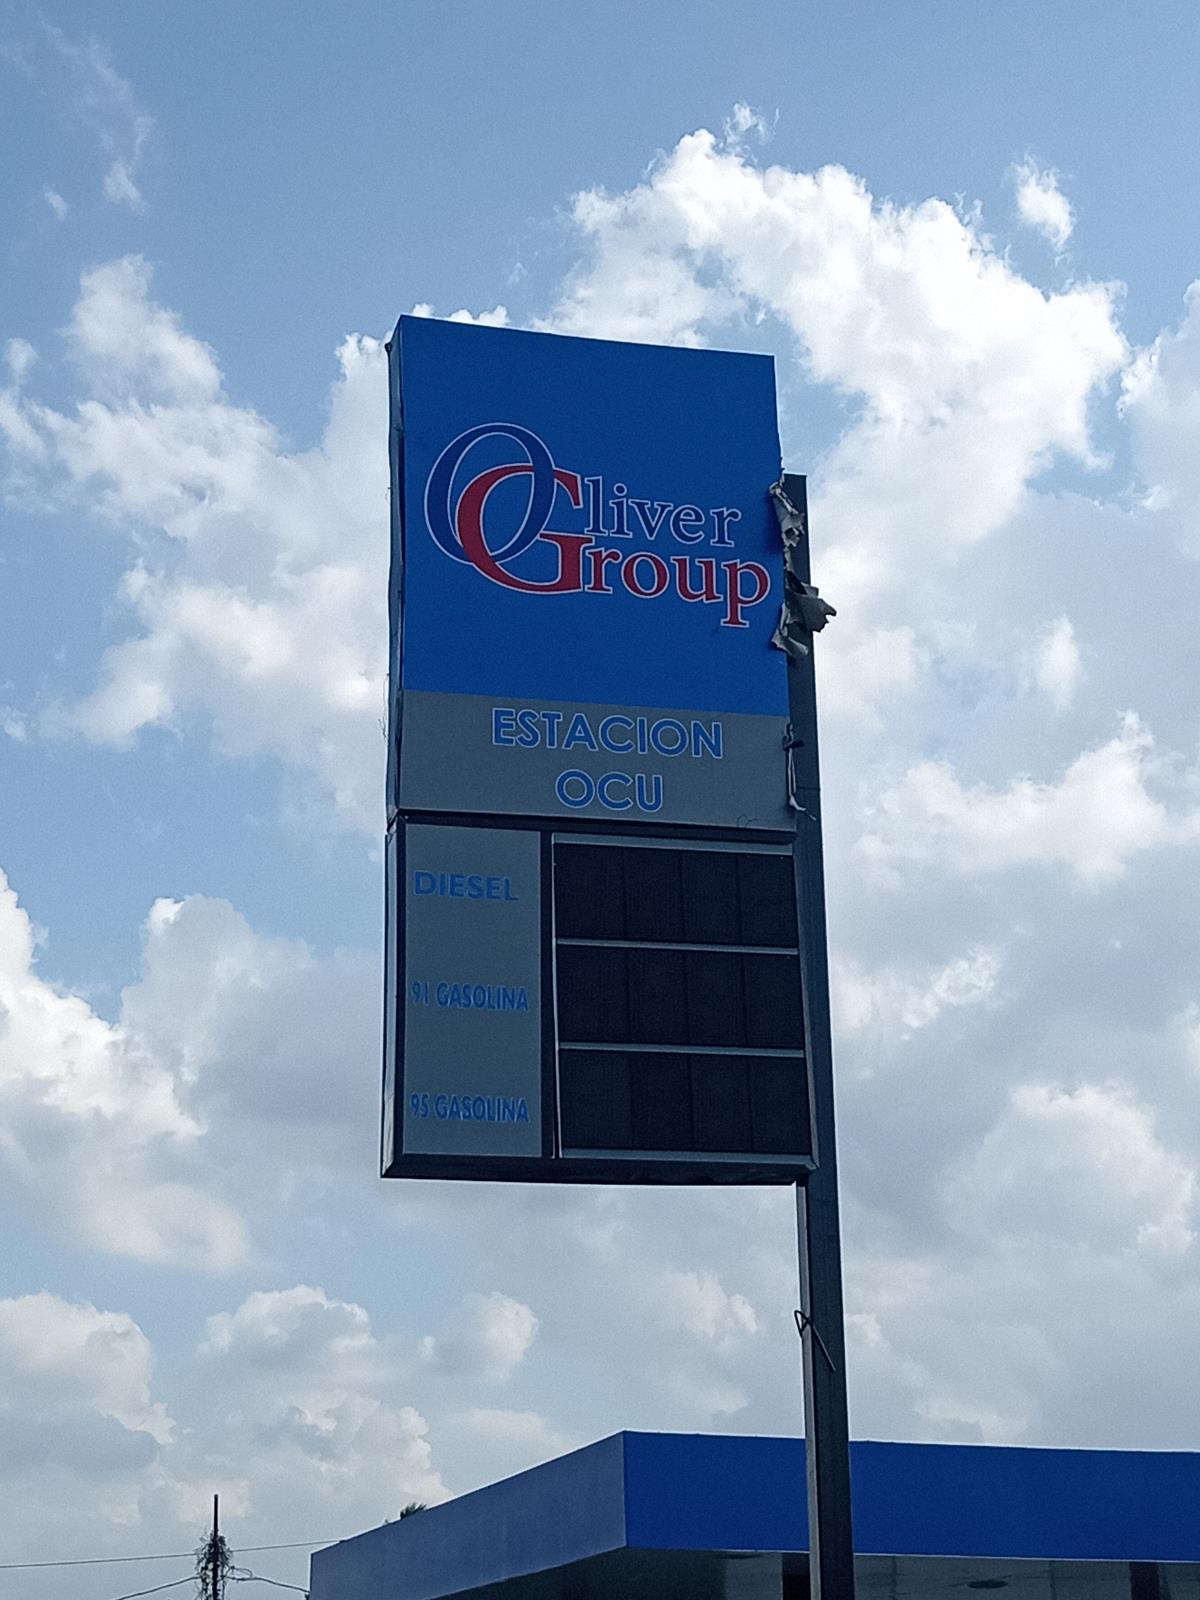 Oliver
Group
ESTACION
OCU
DIESEL
91 GASOLINA
95 GASOLINA